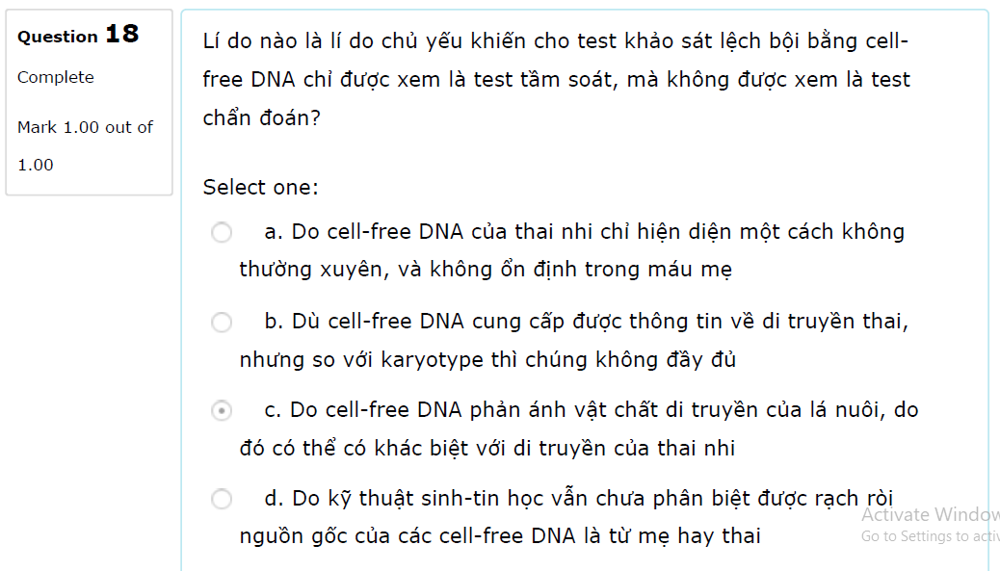 Question 18
Complete
Mark 1.00 out of
1.00
Lí do nào là lí do chủ yếu khiến cho test khảo sát lệch bội bằng cell-
free DNA chỉ được xem là test tầm soát, mà không được xem là test
chẩn đoán?
Select one:
a. Do cell-free DNA của thai nhi chỉ hiện diện một cách không
thường xuyên, và không ổn định trong máu mẹ
b. Dù cell-free DNA cung cấp được thông tin về di truyền thai,
nhưng so với karyotype thì chúng không đầy đủ
c. Do cell-free DNA phản ánh vật chất di truyền của lá nuôi, do
đó có thể có khác biệt với di truyền của thai nhi
d. Do kỹ thuật sinh-tin học vẫn chưa phân biệt được rạch ròi
nguồn gốc của các cell-free DNA là từ mẹ hay thai
Activate Window
Go to Settings to activ